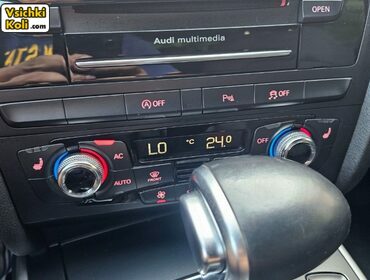 Vsichki
Koli.com
OPEN
Audi multimedia
A OFF
P
OFF
AC
LO °C 24.0
OFF
AUTO
FRONT